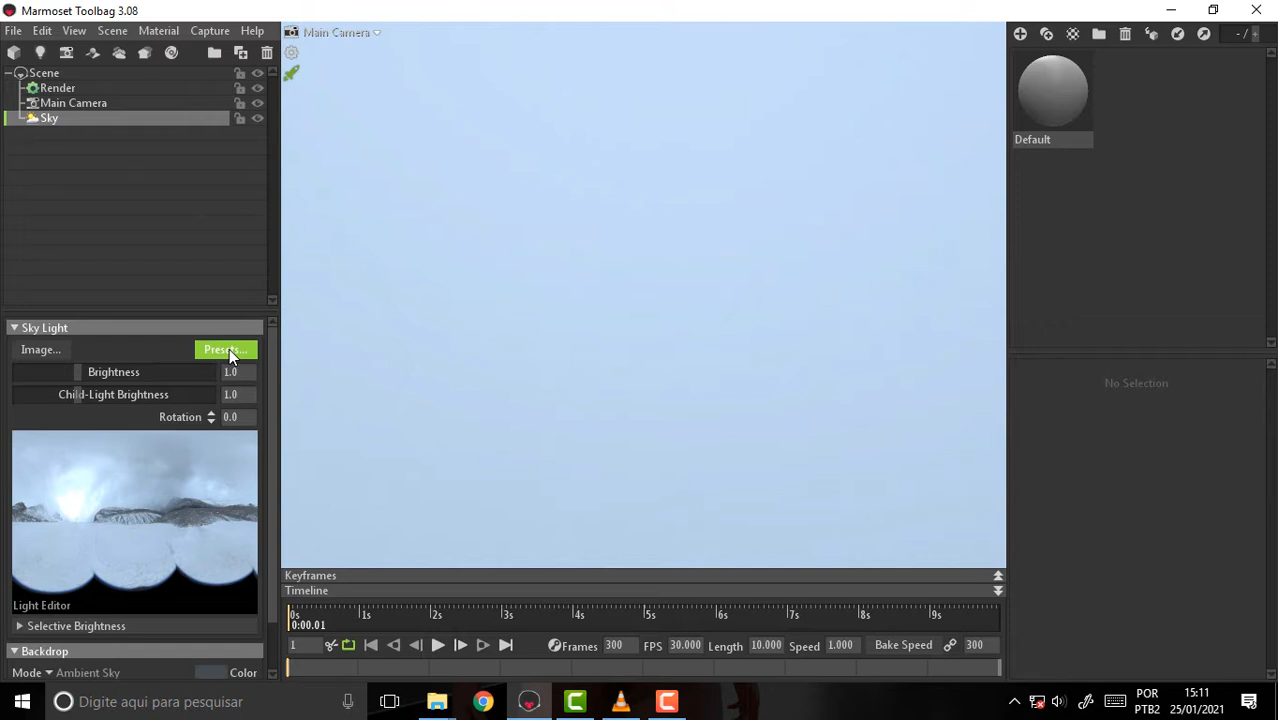 Marmoset Toolbag 3.08
File Edit View Scene Material Capture Help
Main Camera
- / +
Scene
Render
Main Camera
Sky
Default
Sky Light
Image... Presets...
Brightness 1.0
Child-Light Brightness 1.0
Rotation 0.0
Light Editor
Selective Brightness
Backdrop
Mode Ambient Sky Color
No Selection
Keyframes
Timeline
0s 1s 2s 3s 4s 5s 6s 7s 8s 9s
0:00.01
1 Frames 300 FPS 30.000 Length 10.000 Speed 1.000 Bake Speed 300
Digite aqui para pesquisar
POR
PTB2
15:11
25/01/2021